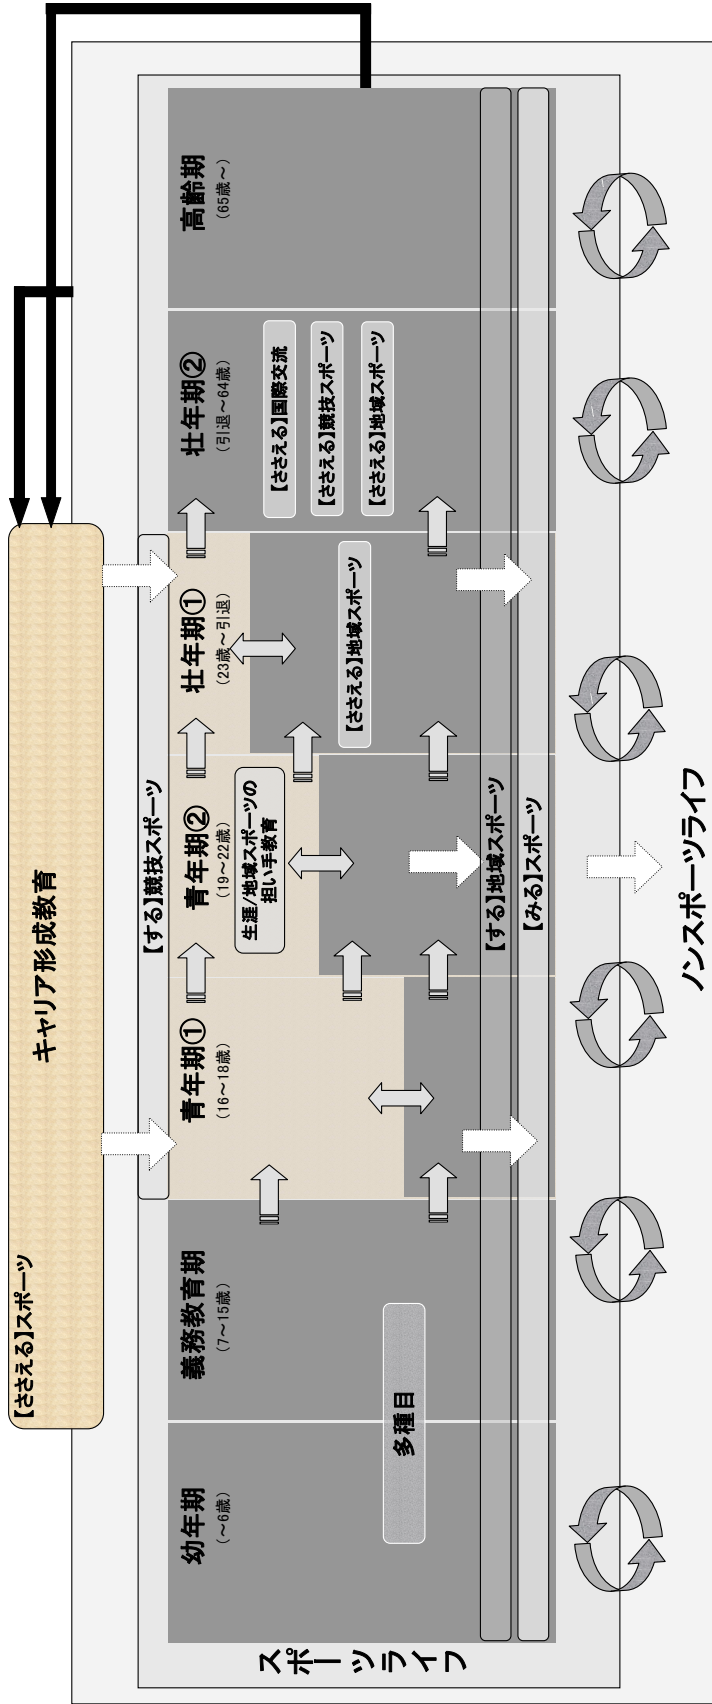 【ささえる】スポーツ
キャリア形成教育
【する】競技スポーツ
スポーツライフ
幼年期
(～6歳)
義務教育期
(7～15歳)
多種目
青年期①
(16～18歳)
青年期②
(19～22歳)
生涯/地域スポーツの
担い手教育
壮年期①
(23歳～引退)
【ささえる】地域スポーツ
壮年期②
(引退～64歳)
【ささえる】国際交流
【ささえる】競技スポーツ
【ささえる】地域スポーツ
高齢期
(65歳～)
【する】地域スポーツ
【みる】スポーツ
ノンスポーツライフ